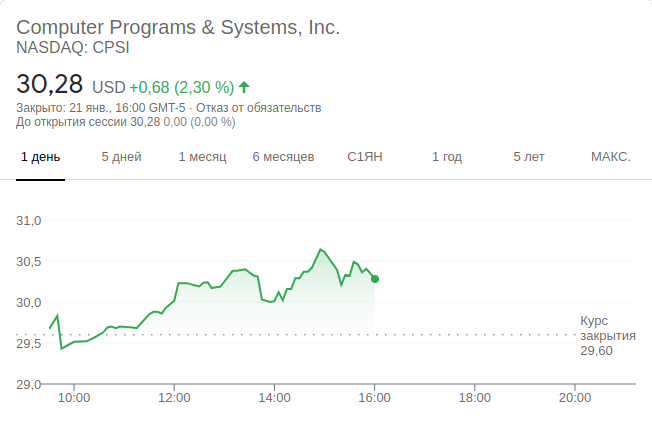 Computer Programs & Systems, Inc.
NASDAQ: CPSI
30,28 USD +0,68 (2,30 %)
Закрыто: 21 янв., 16:00 GMT-5 · Отказ от обязательств
До открытия сессии 30,28 0,00 (0,00 %)
1 день 5 дней 1 месяц 6 месяцев С1ЯН 1 год 5 лет МАКС.
31,0
30,5
30,0
29,5
29,0
Курс
закрытия
29,60
10:00 12:00 14:00 16:00 18:00 20:00